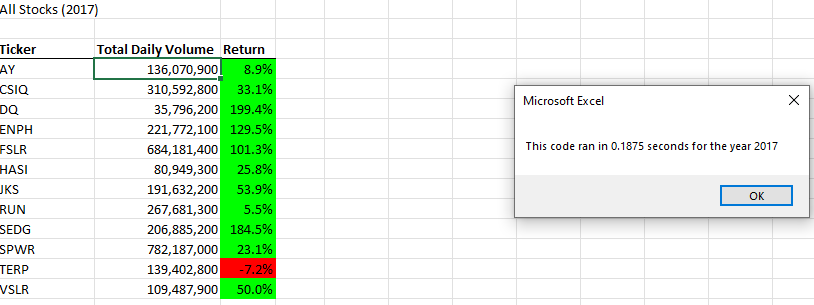 All Stocks (2017)
Ticker Total Daily Volume Return
AY 136,070,900 8.9%
CSIQ 310,592,800 33.1%
DQ 35,796,200 199.4%
ENPH 221,772,100 129.5%
FSLR 684,181,400 101.3%
HASI 80,949,300 25.8%
JKS 191,632,200 53.9%
RUN 267,681,300 5.5%
SEDG 206,885,200 184.5%
SPWR 782,187,000 23.1%
TERP 139,402,800 -7.2%
VSLR 109,487,900 50.0%
Microsoft Excel
This code ran in 0.1875 seconds for the year 2017
OK